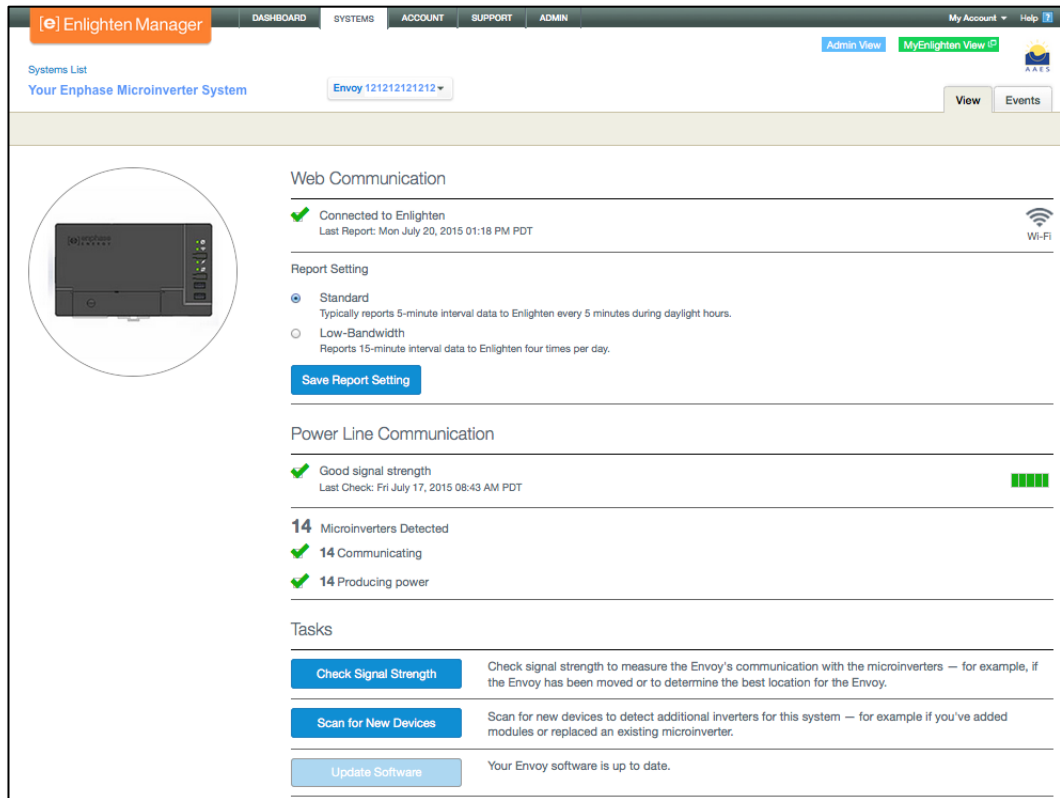 [e] Enlighten Manager
DASHBOARD SYSTEMS ACCOUNT SUPPORT ADMIN
My Account Help ?
Admin View MyEnlighten View
AAES
Systems List
Your Enphase Microinverter System
Envoy 121212121212
View Events
Web Communication
[e] enphase
Connected to Enlighten
Last Report: Mon July 20, 2015 01:18 PM PDT
Wi-Fi
Report Setting
Standard
Typically reports 5-minute interval data to Enlighten every 5 minutes during daylight hours.
Low-Bandwidth
Reports 15-minute interval data to Enlighten four times per day.
Save Report Setting
Power Line Communication
Good signal strength
Last Check: Fri July 17, 2015 08:43 AM PDT
14 Microinverters Detected
14 Communicating
14 Producing power
Tasks
Check Signal Strength
Check signal strength to measure the Envoy's communication with the microinverters — for example, if
the Envoy has been moved or to determine the best location for the Envoy.
Scan for New Devices
Scan for new devices to detect additional inverters for this system — for example if you've added
modules or replaced an existing microinverter.
Update Software
Your Envoy software is up to date.